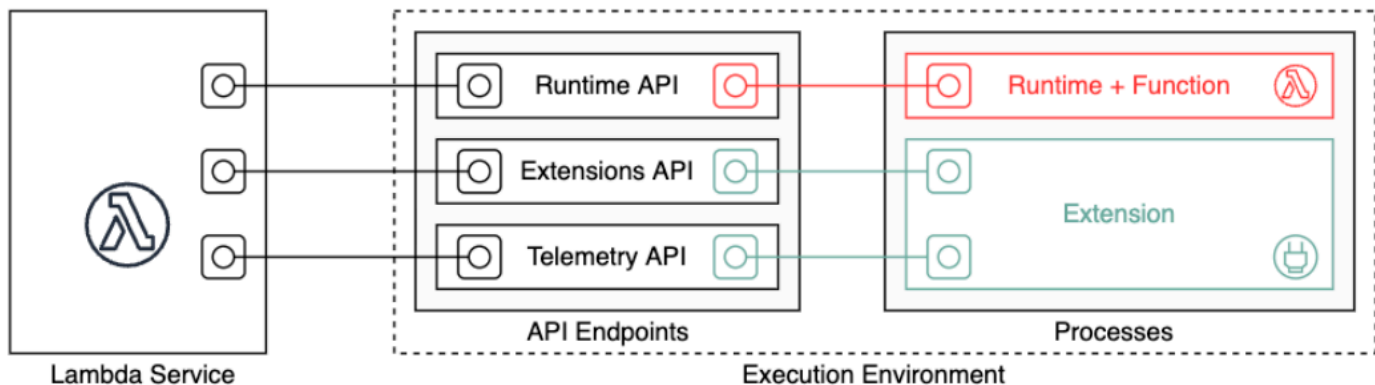 Runtime API
Runtime + Function
Extensions API
Extension
Telemetry API
API Endpoints
Processes
Lambda Service
Execution Environment